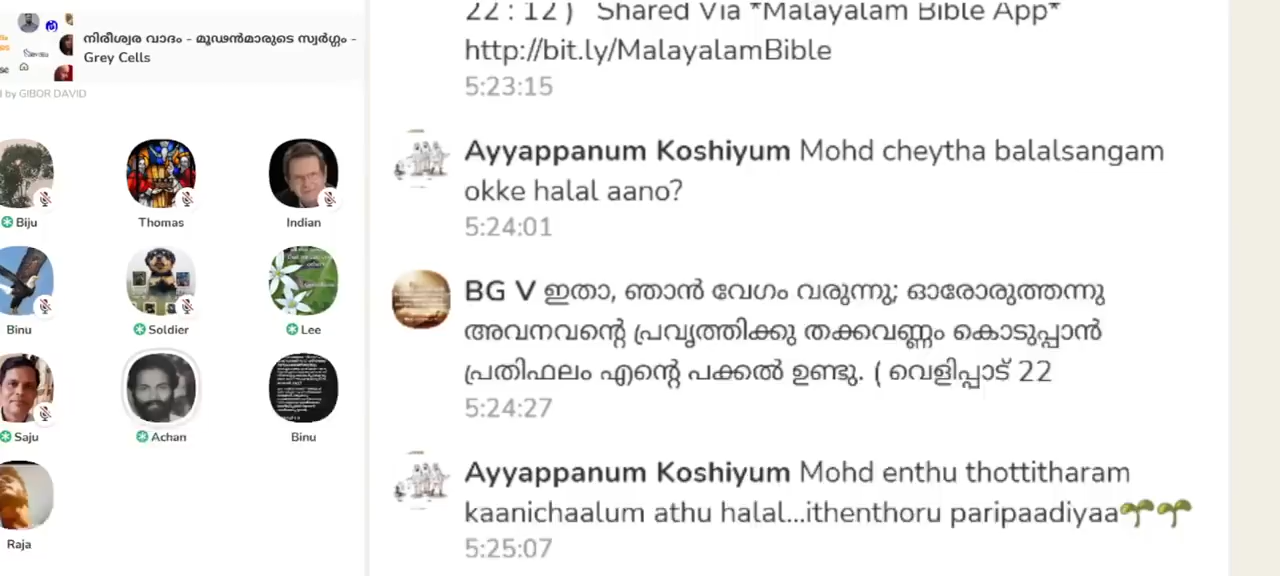 നിരീശ്വര വാദം - മൂഢൻമാരുടെ സ്വർഗ്ഗം -
Grey Cells
by GIBOR DAVID
Biju
Thomas
Indian
Binu
Soldier
Lee
Saju
Achan
Binu
Raja
22 : 12 ) Shared Via *Malayalam Bible App*
http://bit.ly/MalayalamBible
5:23:15
Ayyappanum Koshiyum Mohd cheytha balalsangam
okke halal aano?
5:24:01
BG V ഇതാ, ഞാൻ വേഗം വരുന്നു; ഓരോരുത്തന്നു
അവനവന്റെ പ്രവൃത്തിക്കു തക്കവണ്ണം കൊടുപ്പാൻ
പ്രതിഫലം എന്റെ പക്കൽ ഉണ്ടു. ( വെളിപ്പാട് 22
5:24:27
Ayyappanum Koshiyum Mohd enthu thottitharam
kaanichaalum athu halal...ithenthoru paripaadiyaa🌱🌱
5:25:07